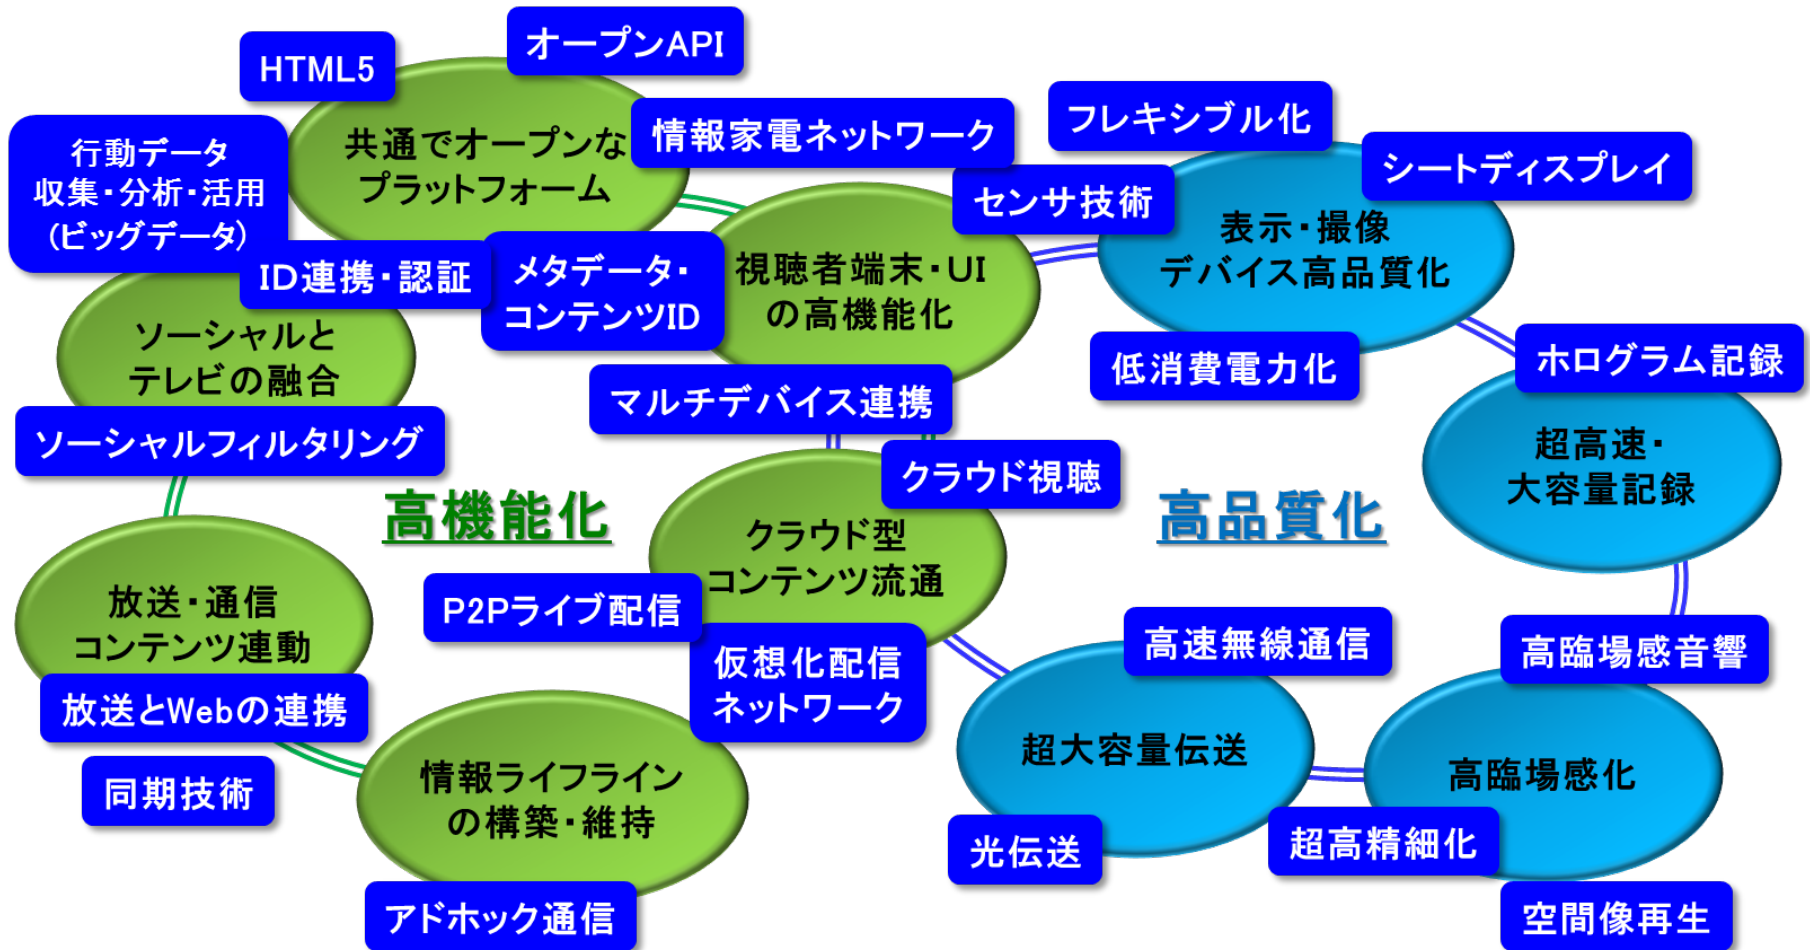 オープンAPI
HTML5
共通でオープンな
プラットフォーム
情報家電ネットワーク
行動データ
収集・分析・活用
(ビッグデータ)
ID連携・認証
メタデータ・
コンテンツID
視聴者端末・UI
の高機能化
センサ技術
フレキシブル化
シートディスプレイ
表示・撮像
デバイス高品質化
低消費電力化
ホログラム記録
ソーシャルと
テレビの融合
ソーシャルフィルタリング
マルチデバイス連携
クラウド視聴
超高速・
大容量記録
高機能化
高品質化
クラウド型
コンテンツ流通
P2Pライブ配信
仮想化配信
ネットワーク
放送・通信
コンテンツ連動
放送とWebの連携
同期技術
情報ライフライン
の構築・維持
アドホック通信
高速無線通信
超大容量伝送
光伝送
高臨場感音響
高臨場感化
超高精細化
空間像再生